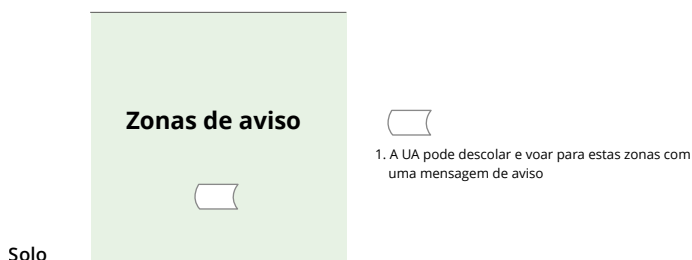 Zonas de aviso
1. A UA pode descolar e voar para estas zonas com
uma mensagem de aviso
Solo